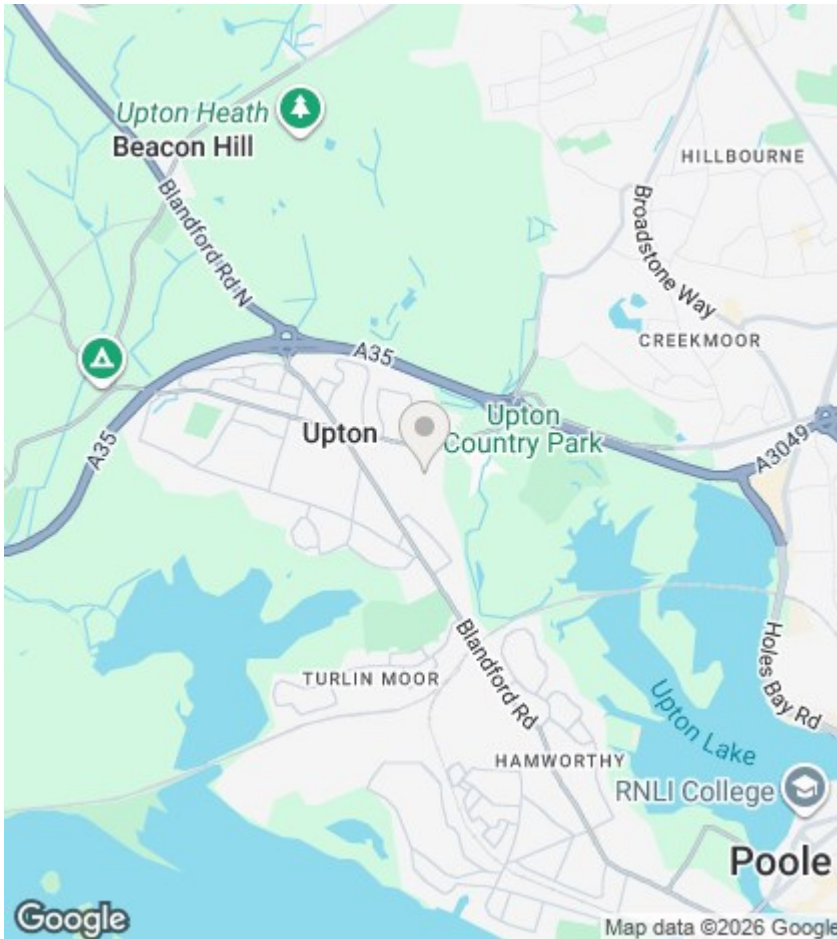 Upton Heath
Beacon Hill
HILLBOURNE
Blandford Rd N
Broadstone Way
CREEKMOOR
A35
Upton
Upton
Country Park
A35
A3049
Blandford Rd
Holes Bay Rd
TURLIN MOOR
Upton Lake
HAMWORTHY
RNLI College
Poole
Google
Map data ©2026 Google